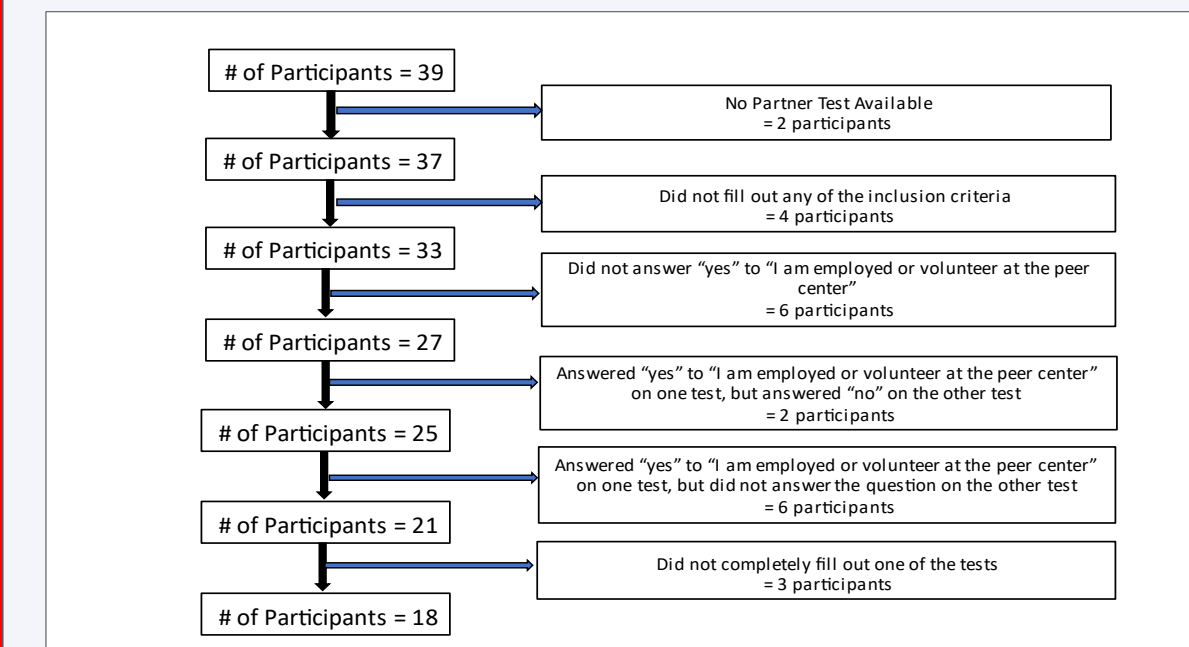 # of Participants = 39
No Partner Test Available
= 2 participants
# of Participants = 37
Did not fill out any of the inclusion criteria
= 4 participants
# of Participants = 33
Did not answer “yes” to “I am employed or volunteer at the peer
center”
= 6 participants
# of Participants = 27
Answered “yes” to “I am employed or volunteer at the peer center”
on one test, but answered “no” on the other test
= 2 participants
# of Participants = 25
Answered “yes” to “I am employed or volunteer at the peer center”
on one test, but did not answer the question on the other test
= 6 participants
# of Participants = 21
Did not completely fill out one of the tests
= 3 participants
# of Participants = 18